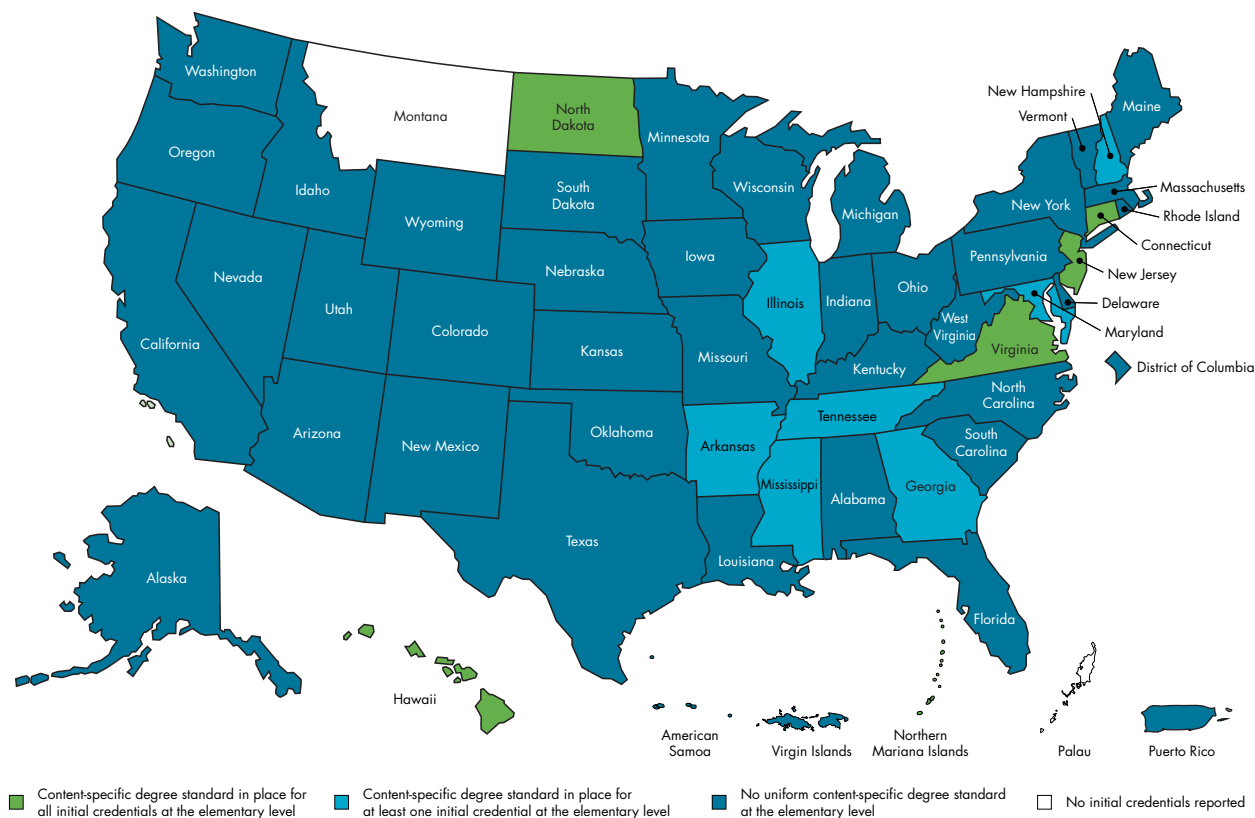 Washington
Montana
North
Dakota
Minnesota
New Hampshire
Vermont
Maine
Oregon
Idaho
South
Dakota
Wisconsin
Michigan
New York
Massachusetts
Rhode Island
Connecticut
Wyoming
Iowa
Pennsylvania
New Jersey
Nebraska
Nevada
Utah
Colorado
Illinois
Indiana
Ohio
Delaware
Maryland
West
Virginia
California
Kansas
Missouri
Kentucky
Virginia
District of Columbia
North
Carolina
Arizona
New Mexico
Oklahoma
Arkansas
Tennessee
South
Carolina
Mississippi
Alabama
Georgia
Texas
Louisiana
Alaska
Florida
Hawaii
American
Samoa
Virgin Islands
Northern
Mariana Islands
Palau
Puerto Rico
Content-specific degree standard in place for
all initial credentials at the elementary level
Content-specific degree standard in place for
at least one initial credential at the elementary level
No uniform content-specific degree standard
at the elementary level
No initial credentials reported